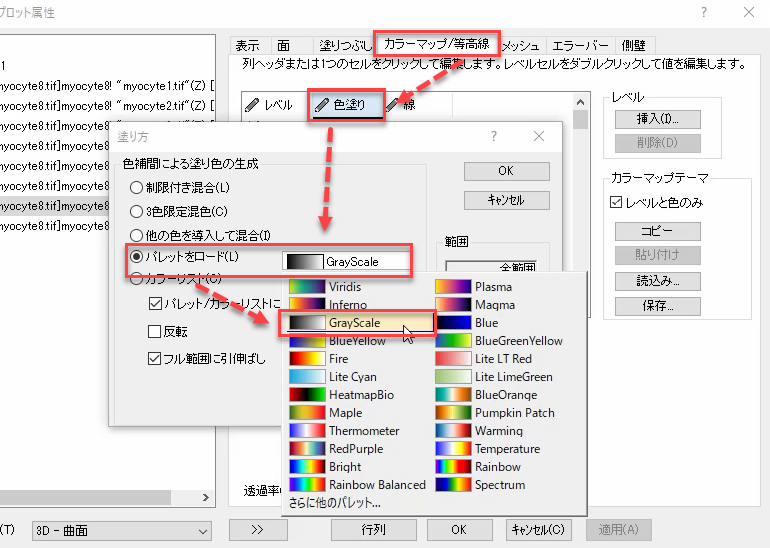 プロット属性
?
表示 面 塗りつぶし カラーマップ/等高線 メッシュ エラーバー 側壁
列ヘッダまたは1つのセルをクリックして編集します。レベルセルをダブルクリックして値を編集します。
1
nyocyte8.tif]myocyte8! "myocyte1.tif"(Z) [
nyocyte8.tif]myocyte8! "myocyte2.tif"(Z) [
nyocyte8.tif]myocyte8!
nyocyte8.tif]myocyte8!
nyocyte8.tif]myocyte8!
nyocyte8.tif]myocyte8!
nyocyte8.tif]myocyte8!
nyocyte8.tif]myocyte8!
レベル 色塗り 線
レベル
挿入(I)...
削除(D)
カラーマップテーマ
レベルと色のみ
コピー
貼り付け
読込み...
保存...
塗り方
?
色補間による塗り色の生成
制限付き混合(L)
3色限定混色(C)
他の色を導入して混合(I)
パレットをロード(L) GrayScale
カラーリスト(C)
パレット/カラーリストに
反転
フル範囲に引伸ばし
OK
キャンセル
範囲
全範囲
Viridis Plasma
Inferno Magma
GrayScale Blue
BlueYellow BlueGreenYellow
Fire Lite LT Red
Lite Cyan Lite LimeGreen
HeatmapBio BlueOrange
Maple Pumpkin Patch
Thermometer Warming
RedPurple Temperature
Bright Rainbow
Rainbow Balanced Spectrum
さらに他のパレット...
透過率
(T) 3D - 曲面 >> 行列 OK キャンセル(C) 適用(A)